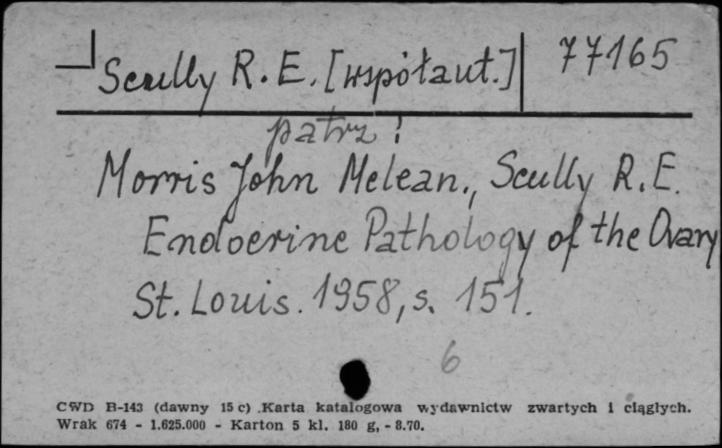 Scully R. E. [współaut.] 77165
patrz!
Morris John Mclean., Scully R. E.
Endocrine Pathology of the Ovary
St. Louis. 1958, s. 151.
6
CWD B-143 (dawny 15 c) .Karta katalogowa wydawnictw zwartych i ciągłych.
Wrak 674 - 1.625.000 - Karton 5 kl. 180 g, - 8.70.